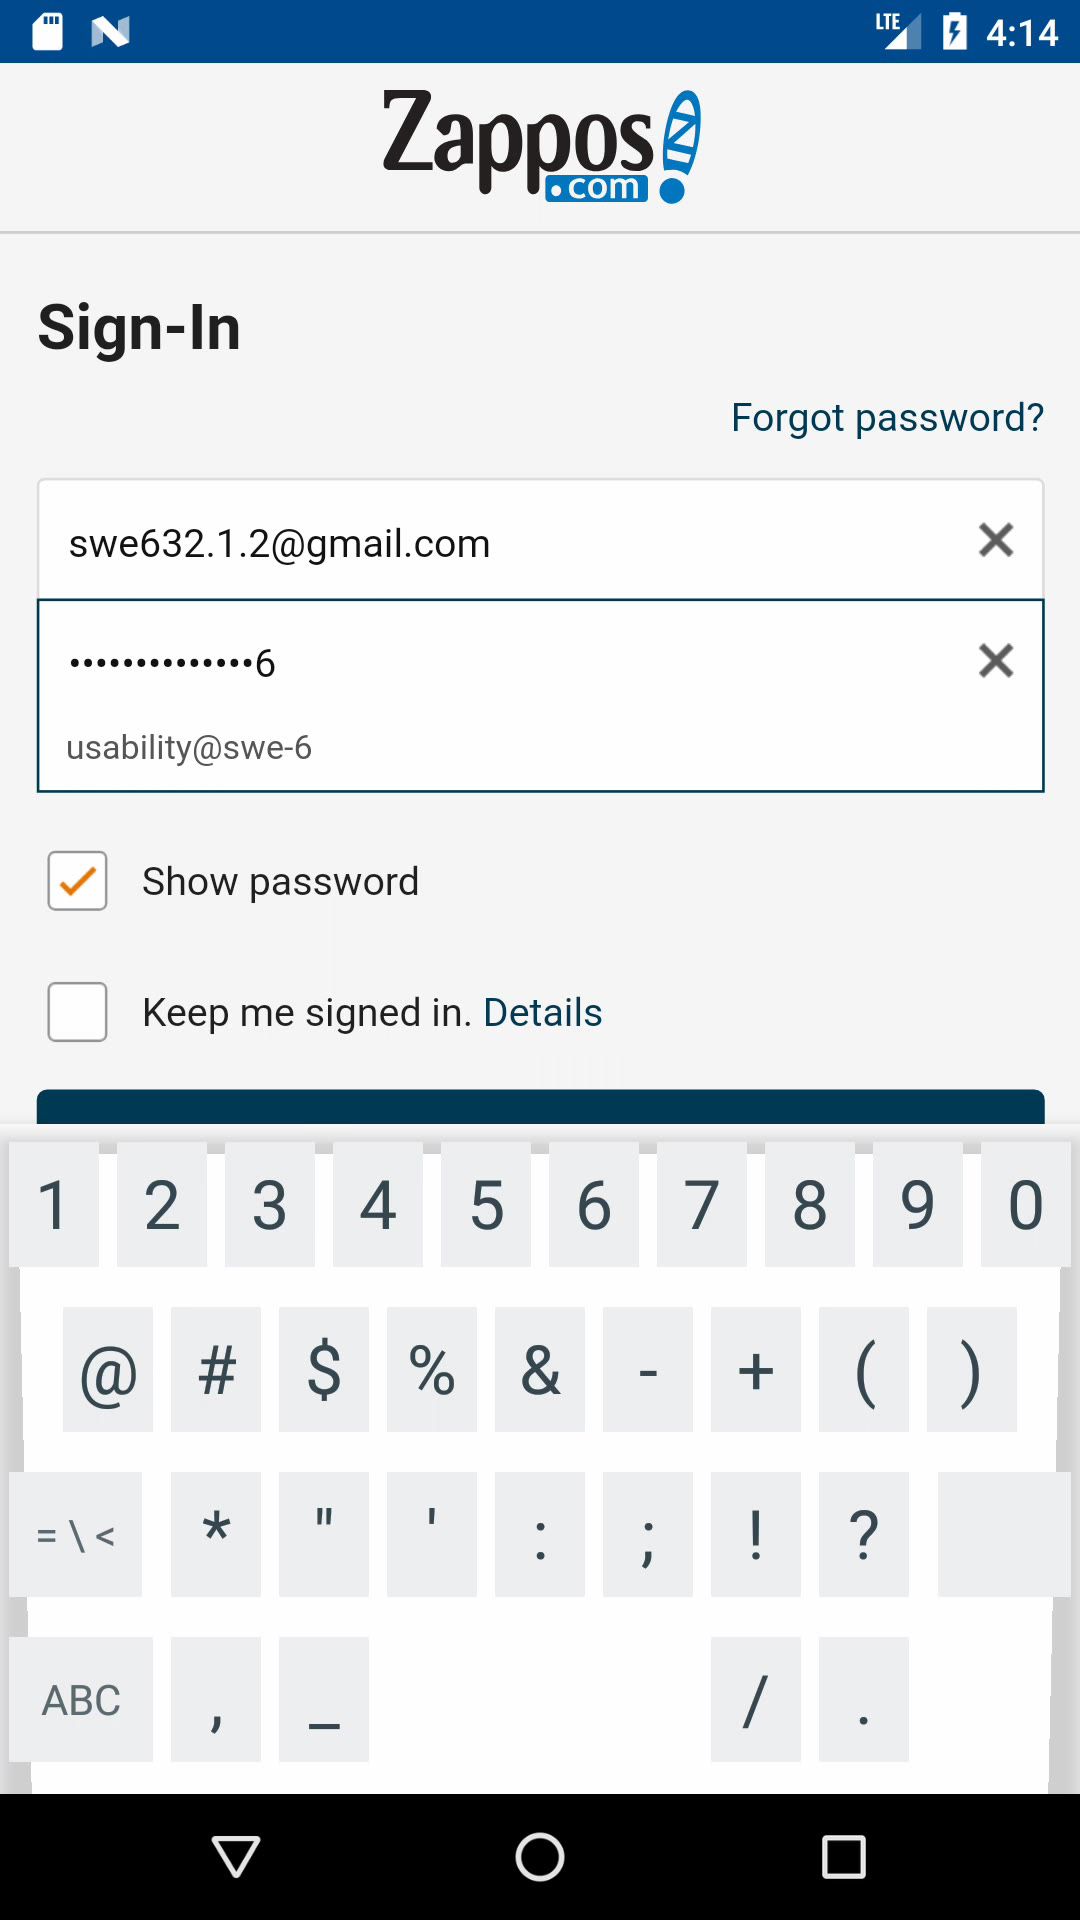 LTE 4:14
Zappos
.com
Sign-In
Forgot password?
swe632.1.2@gmail.com
••••••••••••••6
usability@swe-6
Show password
Keep me signed in. Details
1 2 3 4 5 6 7 8 9 0
@ # $ % & - + ( )
= \ < * " ' : ; ! ?
ABC , _ / .